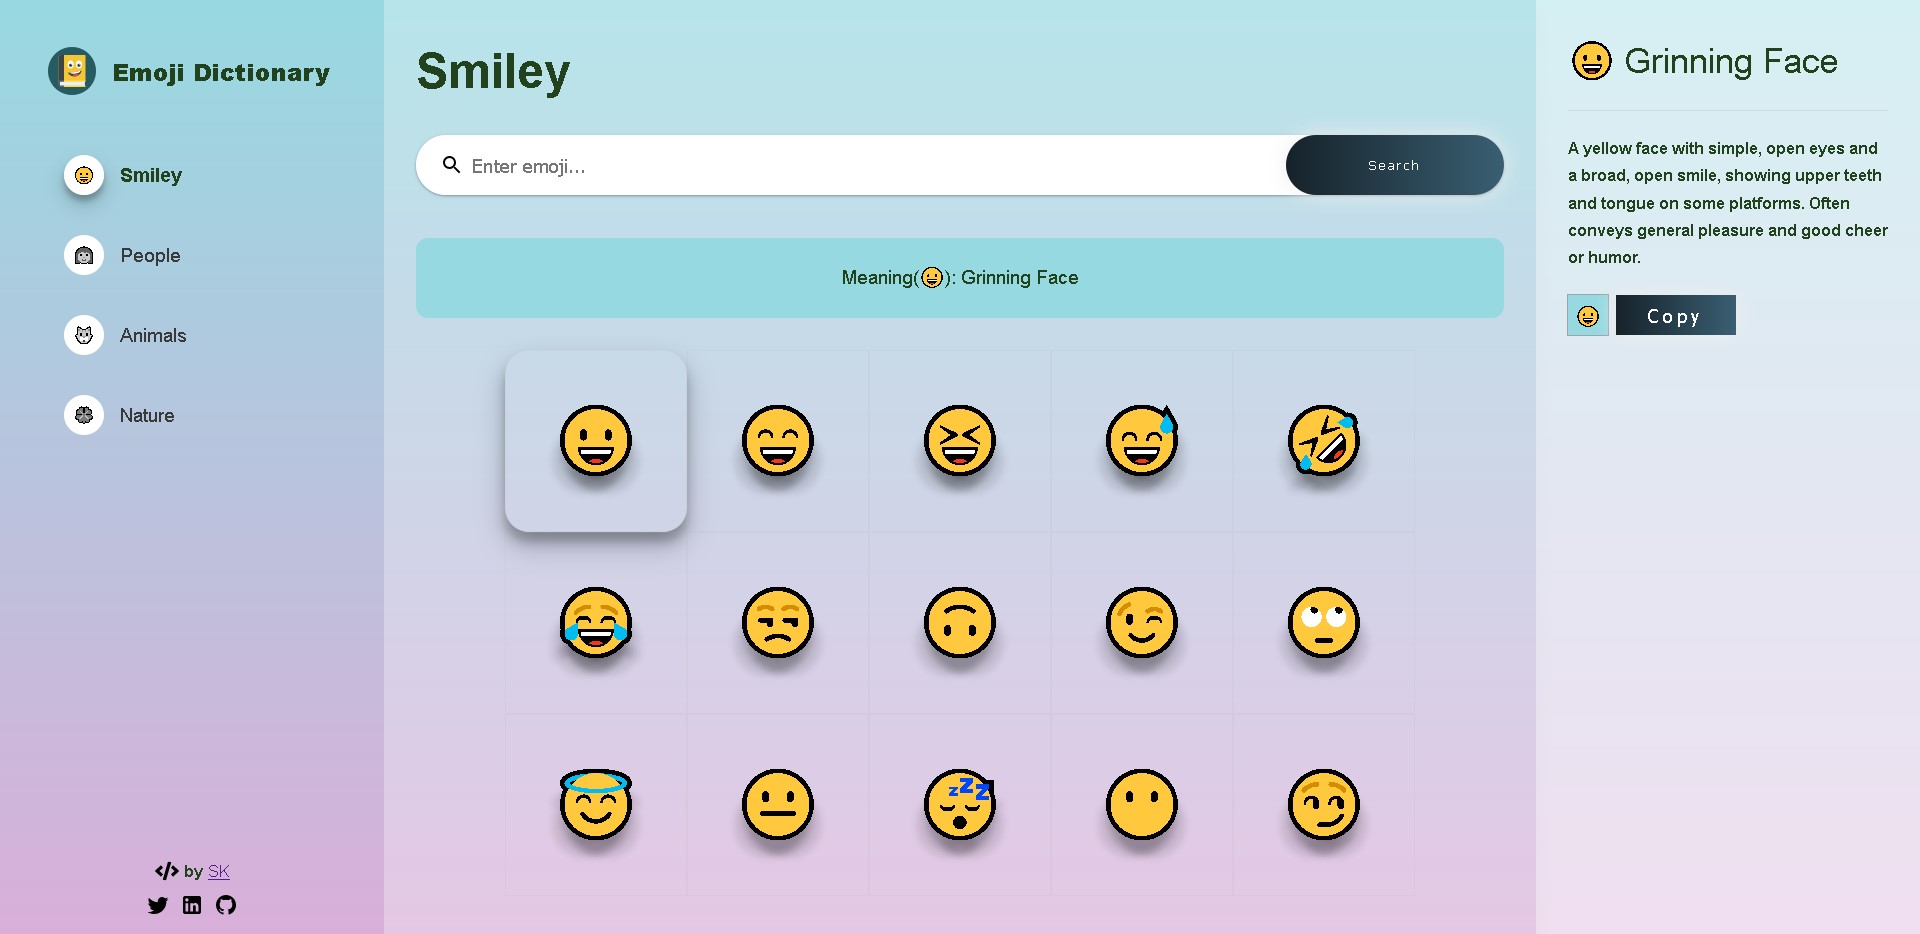 Emoji Dictionary
Smiley
People
Animals
Nature
</> by SK
Smiley
Enter emoji...
Search
Meaning(😀): Grinning Face
😀 Grinning Face
A yellow face with simple, open eyes and
a broad, open smile, showing upper teeth
and tongue on some platforms. Often
conveys general pleasure and good cheer
or humor.
Copy